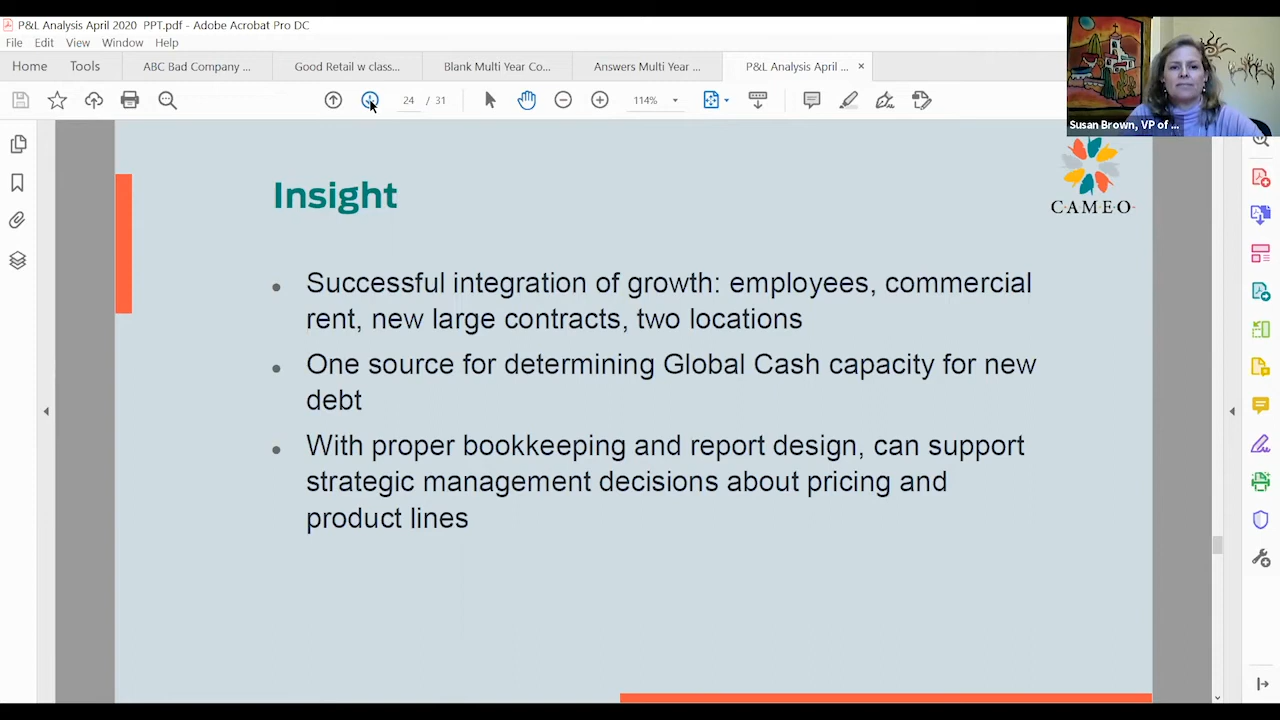 P&L Analysis April 2020 PPT.pdf - Adobe Acrobat Pro DC
File Edit View Window Help
Home Tools ABC Bad Company ... Good Retail w class... Blank Multi Year Co... Answers Multi Year ... P&L Analysis April ... ×
24 / 31 114%
Susan Brown, VP of ...
CAMEO
Insight
• Successful integration of growth: employees, commercial
rent, new large contracts, two locations
• One source for determining Global Cash capacity for new
debt
• With proper bookkeeping and report design, can support
strategic management decisions about pricing and
product lines